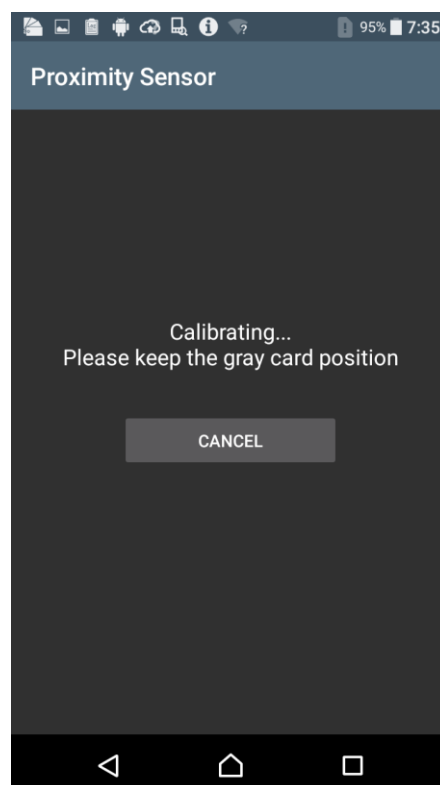 95% 7:35
Proximity Sensor
Calibrating...
Please keep the gray card position
CANCEL